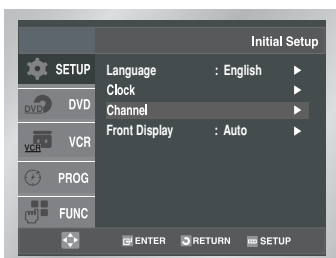 Initial Setup
SETUP
DVD DVD
VCR VCR
PROG
FUNC
Language : English ►
Clock ►
Channel ►
Front Display : Auto ►
ENTER RETURN SETUP